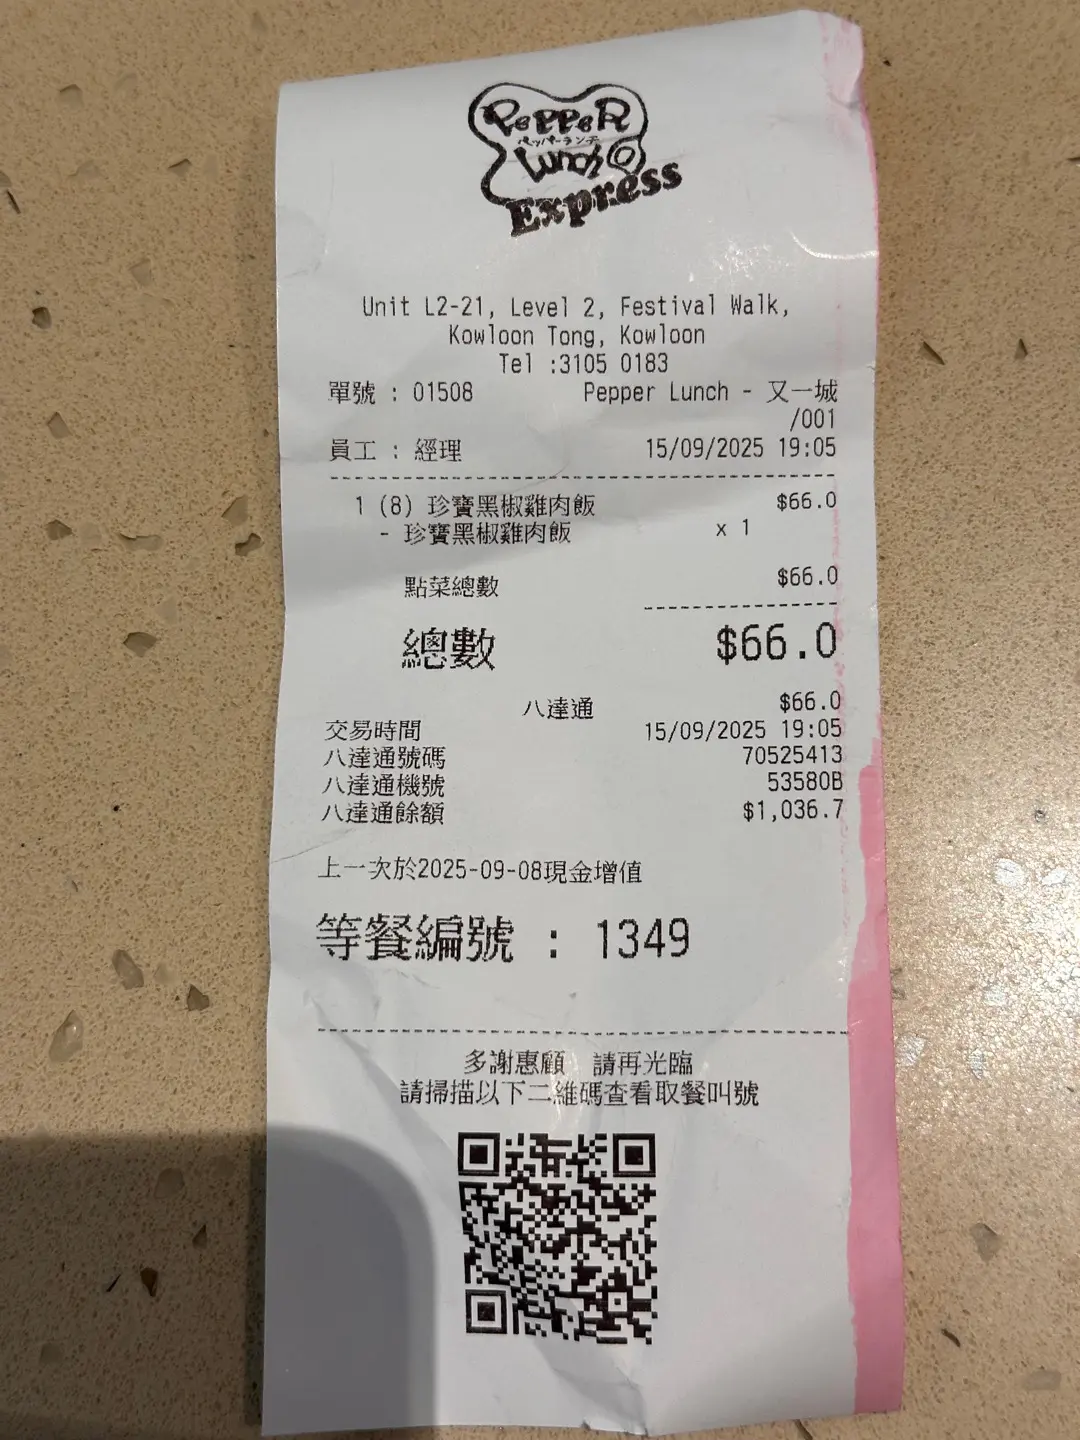 PePPeR
ペッパーランチ
Lunch
Express
Unit L2-21, Level 2, Festival Walk,
Kowloon Tong, Kowloon
Tel :3105 0183
單號 : 01508 Pepper Lunch - 又一城
/001
員工 : 經理 15/09/2025 19:05
1 (8) 珍寶黑椒雞肉飯 $66.0
- 珍寶黑椒雞肉飯 x 1
點菜總數 $66.0
總數 $66.0
八達通 $66.0
交易時間 15/09/2025 19:05
八達通號碼 70525413
八達通機號 53580B
八達通餘額 $1,036.7
上一次於2025-09-08現金增值
等餐編號 : 1349
多謝惠顧 請再光臨
請掃描以下二維碼查看取餐叫號